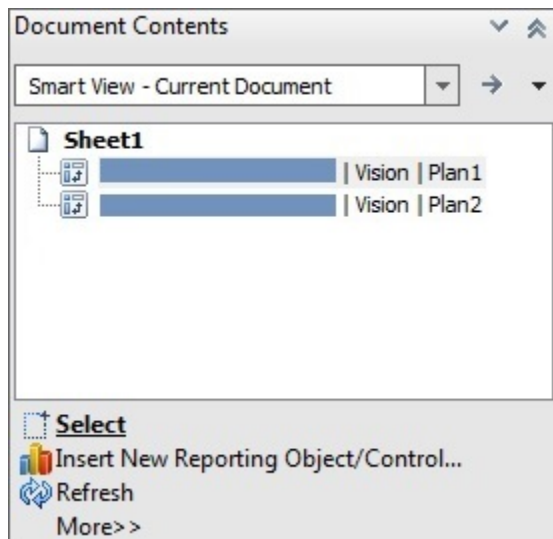 Document Contents
Smart View - Current Document
Sheet1
| Vision | Plan1
| Vision | Plan2
Select
Insert New Reporting Object/Control...
Refresh
More>>